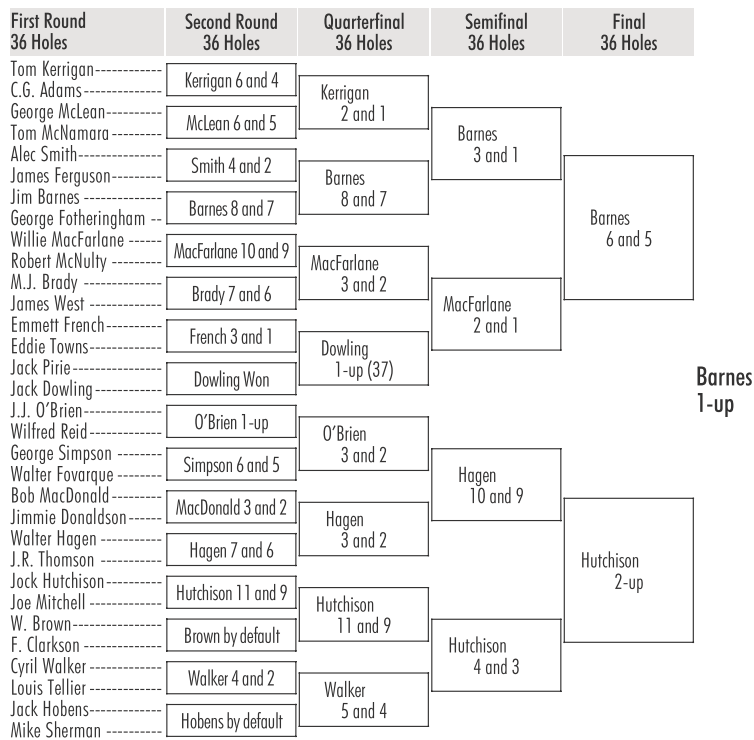 First Round
36 Holes
Second Round
36 Holes
Quarterfinal
36 Holes
Semifinal
36 Holes
Final
36 Holes
Tom Kerrigan
C.G. Adams
George McLean
Tom McNamara
Alec Smith
James Ferguson
Jim Barnes
George Fotheringham
Willie MacFarlane
Robert McNulty
M.J. Brady
James West
Emmett French
Eddie Towns
Jack Pirie
Jack Dowling
J.J. O'Brien
Wilfred Reid
George Simpson
Walter Fovarque
Bob MacDonald
Jimmie Donaldson
Walter Hagen
J.R. Thomson
Jock Hutchison
Joe Mitchell
W. Brown
F. Clarkson
Cyril Walker
Louis Tellier
Jack Hobens
Mike Sherman
Kerrigan 6 and 4
McLean 6 and 5
Smith 4 and 2
Barnes 8 and 7
MacFarlane 10 and 9
Brady 7 and 6
French 3 and 1
Dowling Won
O'Brien 1-up
Simpson 6 and 5
MacDonald 3 and 2
Hagen 7 and 6
Hutchison 11 and 9
Brown by default
Walker 4 and 2
Hobens by default
Kerrigan
2 and 1
Barnes
8 and 7
MacFarlane
3 and 2
Dowling
1-up (37)
O'Brien
3 and 2
Hagen
3 and 2
Hutchison
11 and 9
Walker
5 and 4
Barnes
3 and 1
MacFarlane
2 and 1
Hagen
10 and 9
Hutchison
4 and 3
Barnes
6 and 5
Hutchison
2-up
Barnes
1-up